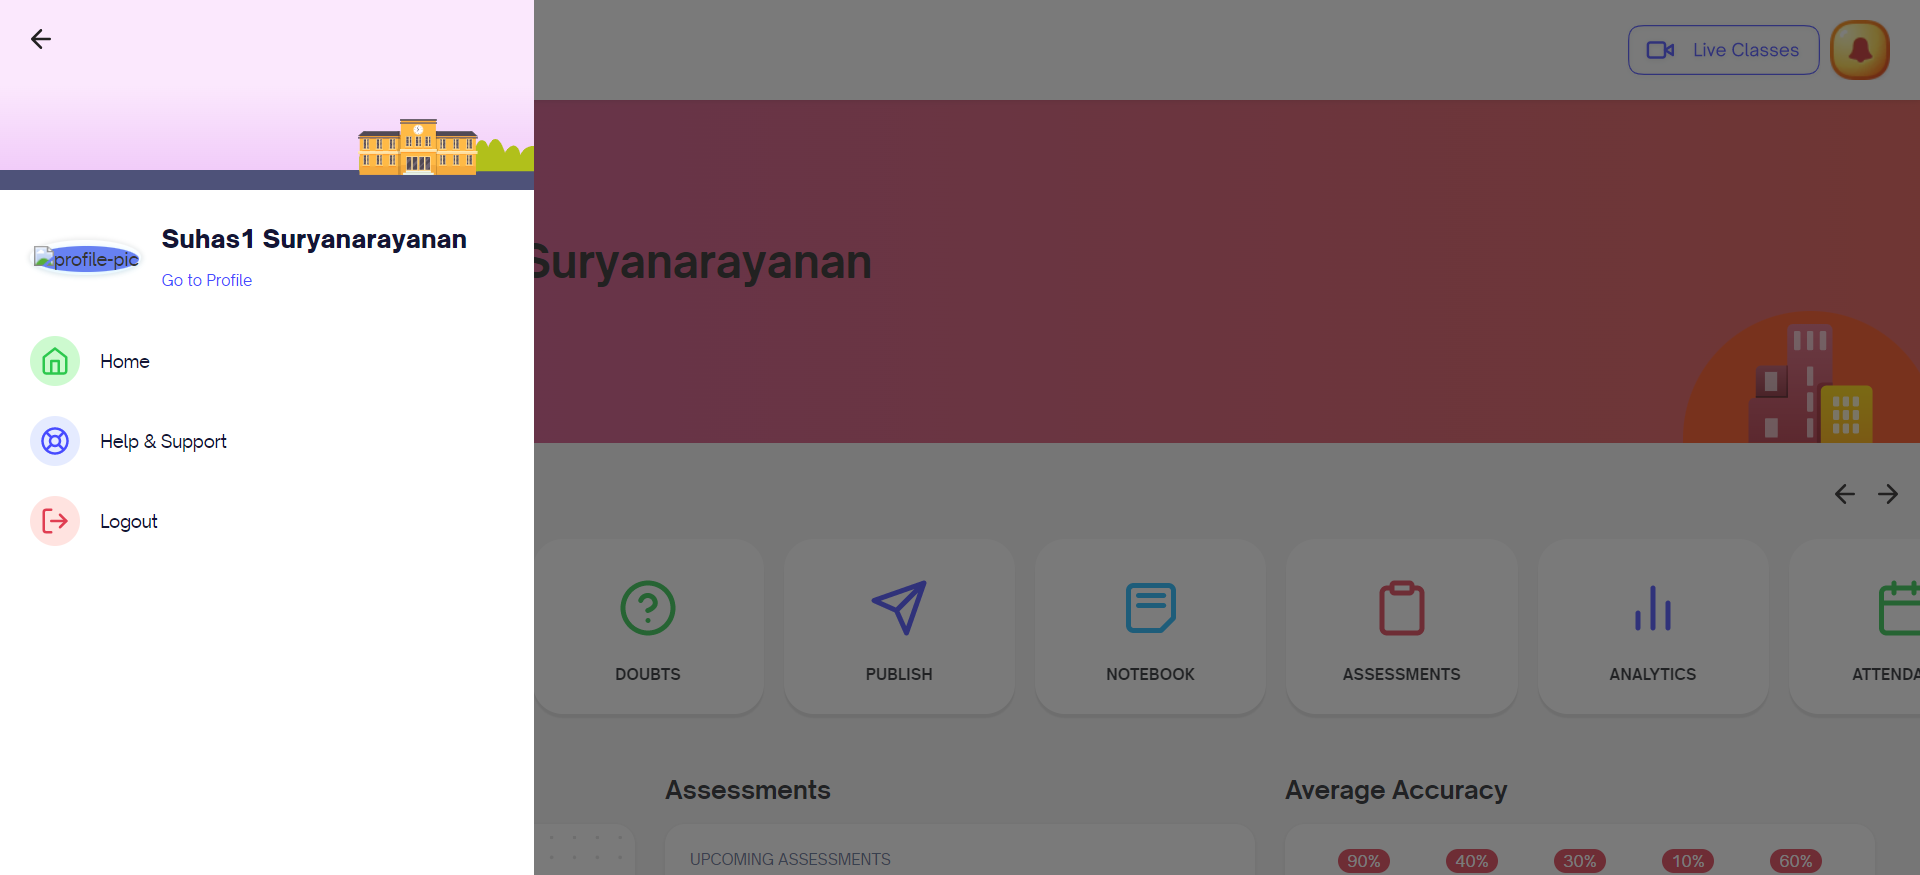 Live Classes
profile-pic
Suhas1 Suryanarayanan
Go to Profile
Suryanarayanan
Home
Help & Support
Logout
DOUBTS
PUBLISH
NOTEBOOK
ASSESSMENTS
ANALYTICS
ATTENDA
Assessments
Average Accuracy
UPCOMING ASSESSMENTS
90%
40%
30%
10%
60%